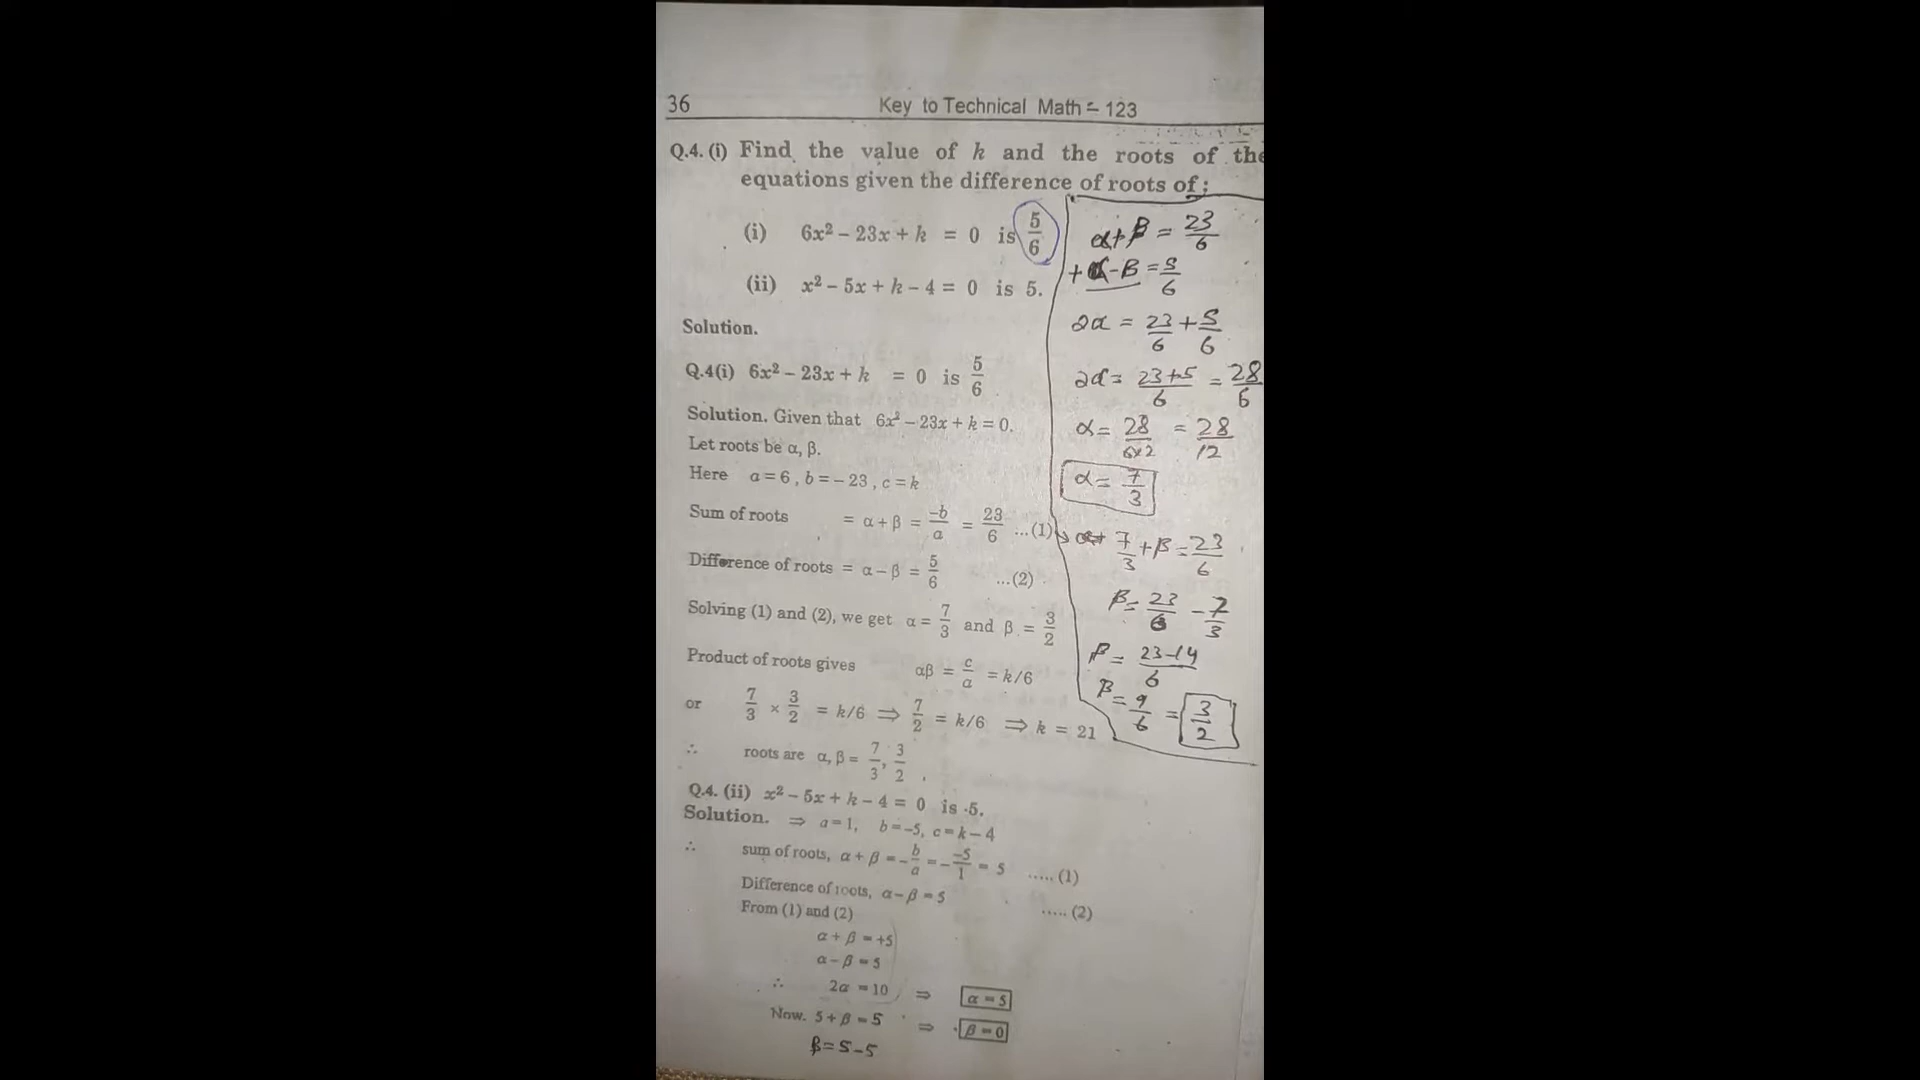 36
Key to Technical Math - 123
Q.4. (i) Find the value of k and the roots of the
equations given the difference of roots of ;
(i) 6x² – 23x + k = 0 is 5/6
(ii) x² – 5x + k – 4 = 0 is 5.
Solution.
Q.4(i) 6x² – 23x + k = 0 is 5/6
Solution. Given that 6x² – 23x + k = 0.
Let roots be α, β.
Here a = 6 , b = – 23 , c = k
Sum of roots = α + β = -b/a = 23/6 ...(1)
Difference of roots = α – β = 5/6 ...(2)
Solving (1) and (2), we get α = 7/3 and β = 3/2
Product of roots gives αβ = c/a = k/6
or 7/3 × 3/2 = k/6 ⟹ 7/2 = k/6 ⟹ k = 21
∴ roots are α, β = 7/3, 3/2 .
Q.4. (ii) x² – 5x + k – 4 = 0 is 5.
Solution. ⇒ a = 1, b = –5, c = k – 4
∴ sum of roots, α + β = – b/a = – –5/1 = 5 ..... (1)
Difference of roots, α – β = 5 ..... (2)
From (1) and (2)
α + β = +5
α – β = 5
∴ 2α = 10 ⇒ α = 5
Now. 5 + β = 5 ⇒ β = 0
β = 5 - 5
α + β = 23/6
+ α - β = 5/6
2α = 23/6 + 5/6
2α = 23+5/6 = 28/6
α = 28/6×2 = 28/12
α = 7/3
7/3 + β = 23/6
β = 23/6 - 7/3
β = 23-14/6
β = 9/6 = 3/2